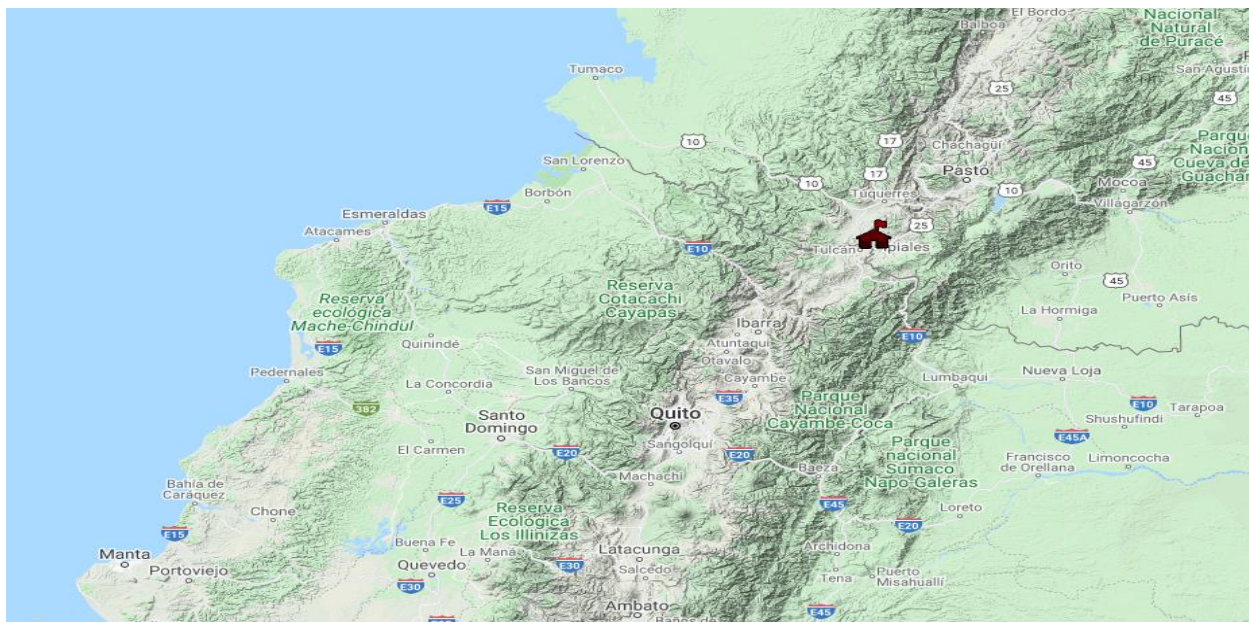 El Bordo
Balboa
Nacional
Natural
de Puracé
San Agustí
Tumaco
25
45
10
17
Chachagüí
Parque
Nacion
Cueva de
Guachar
San Lorenzo
10
17
Pasto
45
Borbón
Túquerres
10
Mocoa
Villagarzón
E15
Esmeraldas
Atacames
25
Tulcán
Ipiales
E10
Orito
45
Puerto Asís
La Hormiga
Reserva
Cotacachi
Cayapas
Reserva
ecológica
Mache-Chindul
E15
Quinindé
Ibarra
Atuntaqui
Otavalo
E10
Pedernales
La Concordia
San Miguel de
Los Bancos
Cayambe
Lumbaqui
Nueva Loja
E35
382
E10
Tarapoa
Santo
Domingo
Quito
Parque
Nacional
Cayambe-Coca
Shushufindi
E45A
El Carmen
Sangolquí
E20
E20
Parque
nacional
Sumaco
Napo Galeras
Francisco
de Orellana
Limoncocha
Machachi
Baeza
Bahía de
Caráquez
Chone
E25
E45
Loreto
E20
Reserva
Ecológica
Los Illinizas
E15
Manta
Portoviejo
Buena Fe
La Maná
Quevedo
E30
E30
Latacunga
Salcedo
Archidona
Tena
Puerto
Misahuallí
Ambato
Baños de
E45